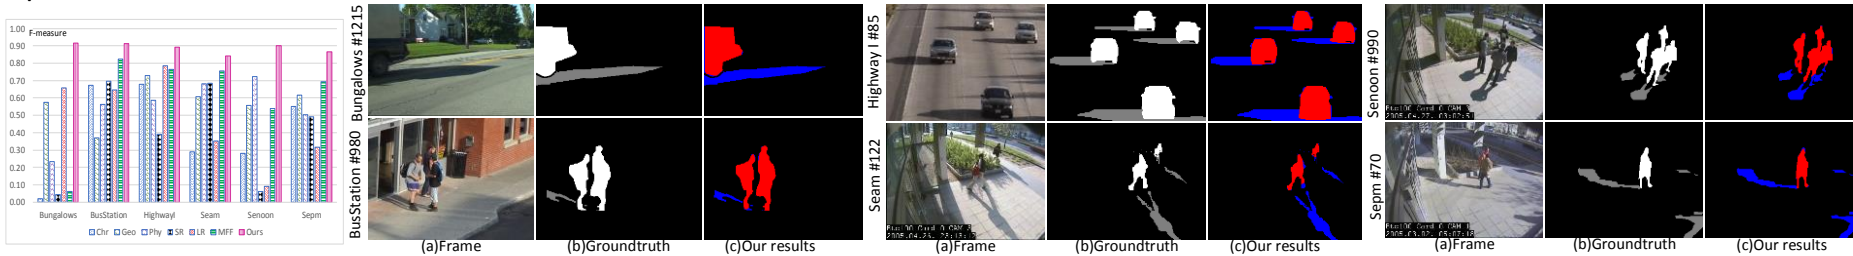 F-measure
1.00
0.90
0.80
0.70
0.60
0.50
0.40
0.30
0.20
0.10
0.00
Bungalows BusStation HighwayI Seam Senoon Sepm
Chr Geo Phy SR LR MFF Ours
Bungalows #1215
BusStation #980
(a)Frame (b)Groundtruth (c)Our results
Highway I #85
Seam #122
(a)Frame (b)Groundtruth (c)Our results
Senoon #990
Sepm #70
(a)Frame (b)Groundtruth (c)Our results